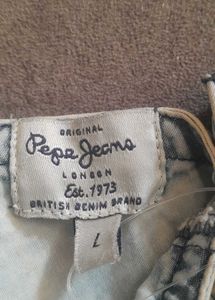 ORIGINAL
Pepe Jeans
LONDON
Est. 1973
BRITISH DENIM BRAND
L